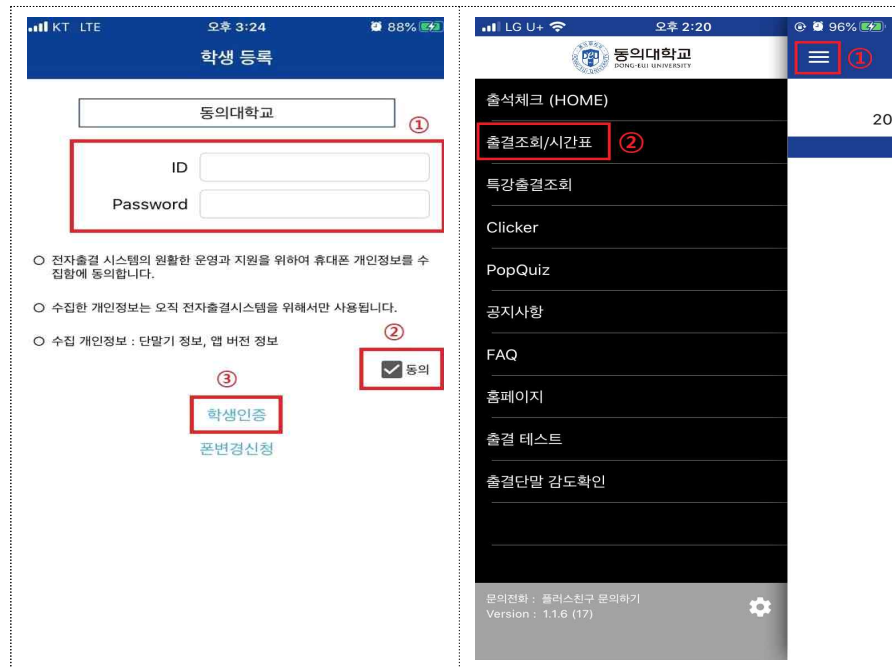 KT LTE 오후 3:24 88%
학생 등록
동의대학교
①
ID
Password
○ 전자출결 시스템의 원활한 운영과 지원을 위하여 휴대폰 개인정보를 수
집함에 동의합니다.
○ 수집한 개인정보는 오직 전자출결시스템을 위해서만 사용됩니다.
②
○ 수집 개인정보 : 단말기 정보, 앱 버전 정보
동의
③
학생인증
폰변경신청
LG U+ 오후 2:20 96%
동의대학교
DONG-EUI UNIVERSITY
①
출석체크 (HOME)
20
출결조회/시간표 ②
특강출결조회
Clicker
PopQuiz
공지사항
FAQ
홈페이지
출결 테스트
출결단말 감도확인
문의전화 : 플러스친구 문의하기
Version : 1.1.6 (17)